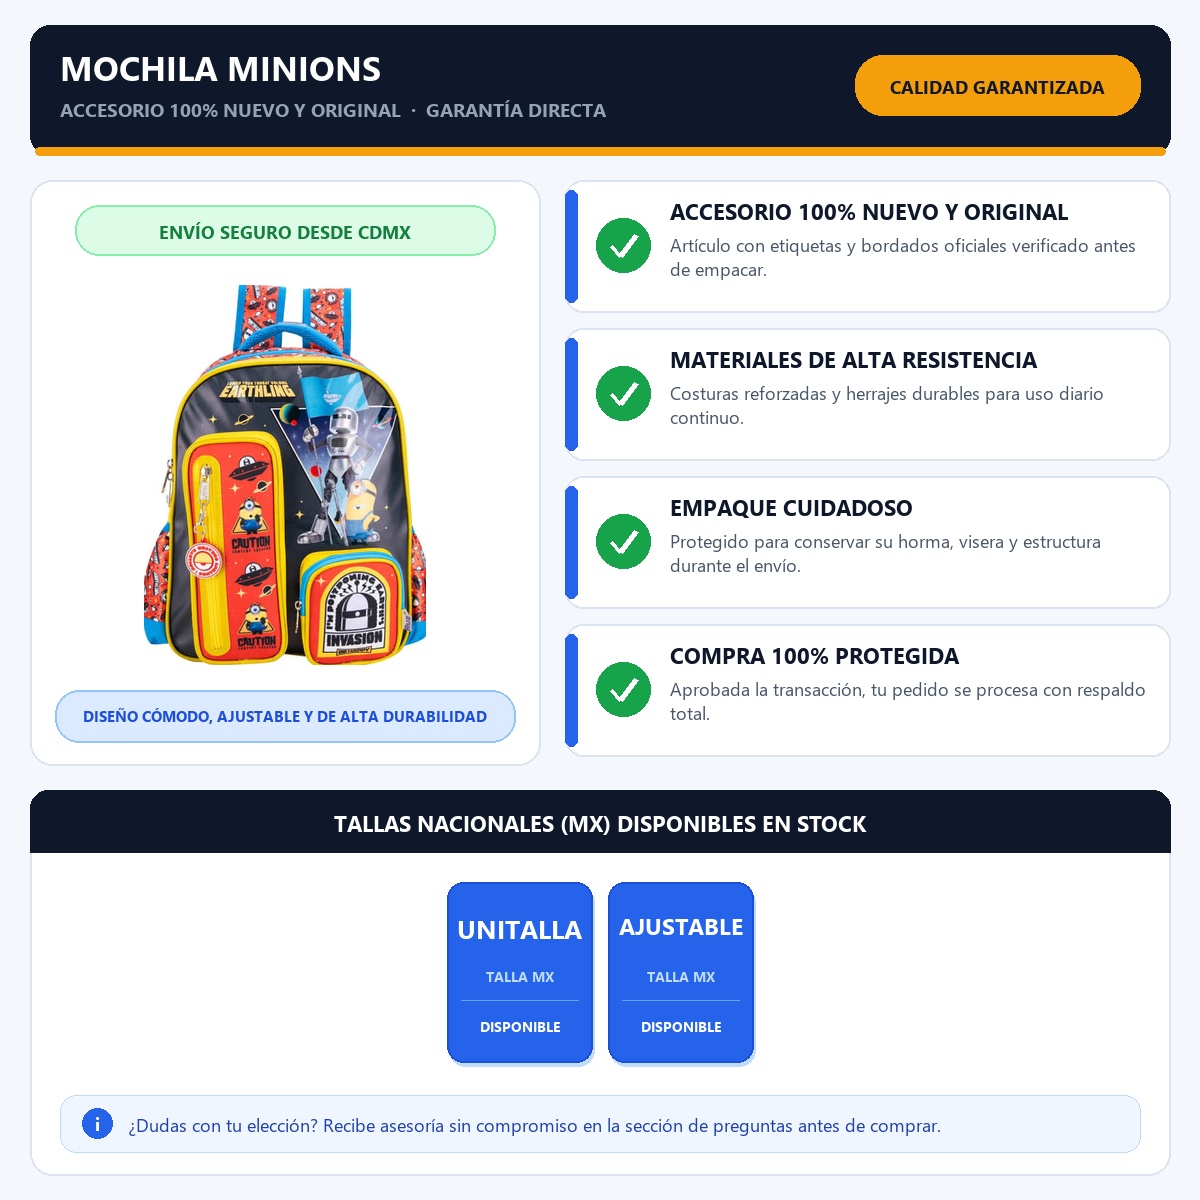 MOCHILA MINIONS
ACCESORIO 100% NUEVO Y ORIGINAL · GARANTÍA DIRECTA
CALIDAD GARANTIZADA
ENVÍO SEGURO DESDE CDMX
EARTHLING
CAUTION
CAUTION
I'M POSTPONING EARTH'S
INVASION
DISEÑO CÓMODO, AJUSTABLE Y DE ALTA DURABILIDAD
ACCESORIO 100% NUEVO Y ORIGINAL
Artículo con etiquetas y bordados oficiales verificado antes
de empacar.
MATERIALES DE ALTA RESISTENCIA
Costuras reforzadas y herrajes durables para uso diario
continuo.
EMPAQUE CUIDADOSO
Protegido para conservar su horma, visera y estructura
durante el envío.
COMPRA 100% PROTEGIDA
Aprobada la transacción, tu pedido se procesa con respaldo
total.
TALLAS NACIONALES (MX) DISPONIBLES EN STOCK
UNITALLA
TALLA MX
DISPONIBLE
AJUSTABLE
TALLA MX
DISPONIBLE
¿Dudas con tu elección? Recibe asesoría sin compromiso en la sección de preguntas antes de comprar.